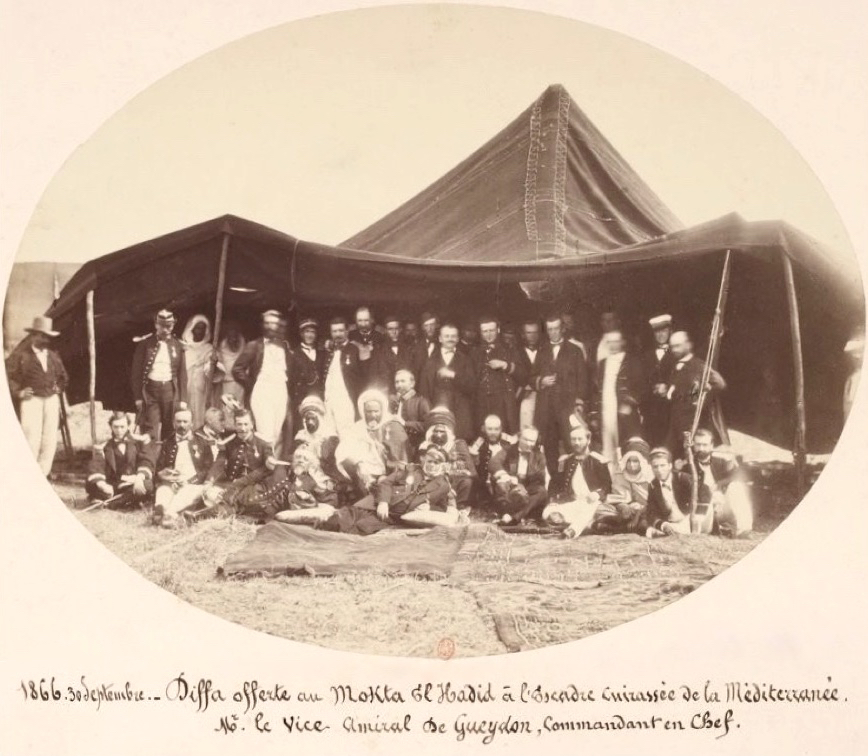 1866. 30 Septembre._ Diffa offerte au Mokta El Hadid à l'Escadre cuirassée de la Méditerranée.
Mr. le Vice Amiral De Gueydon, Commandant en Chef.